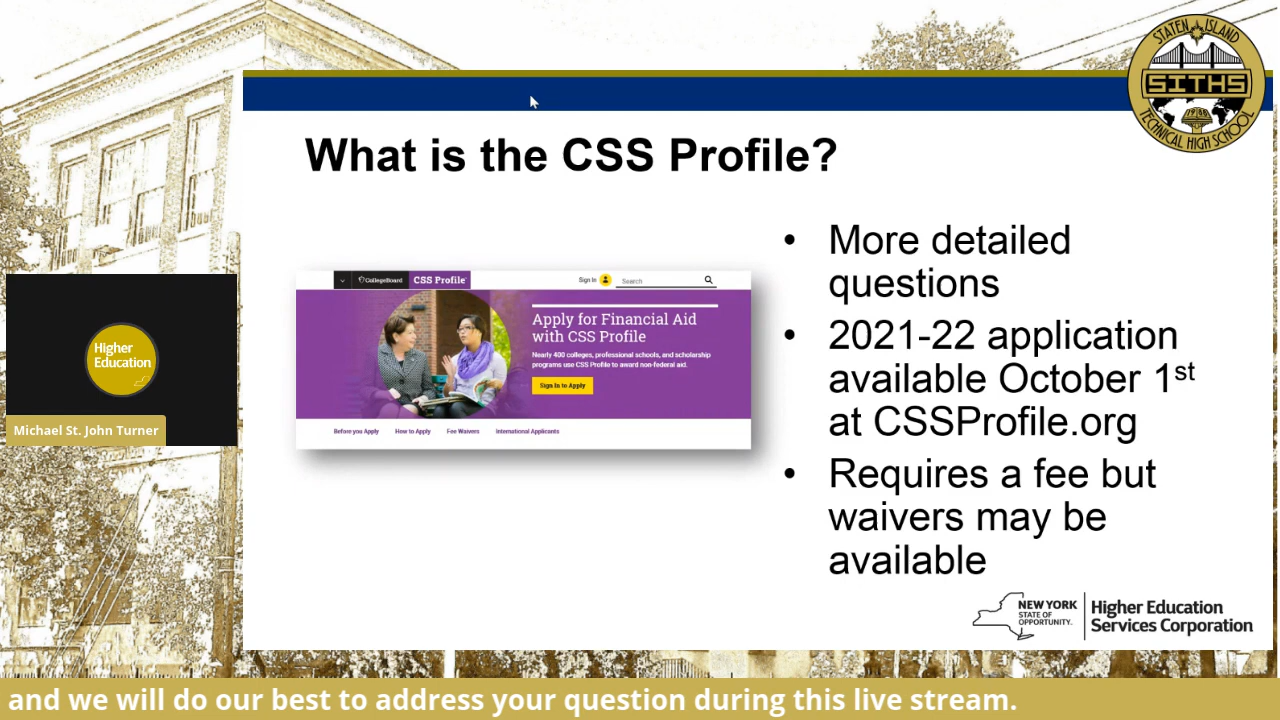 STATEN ISLAND
SITHS
TECHNICAL HIGH SCHOOL
What is the CSS Profile?
• More detailed
questions
• 2021-22 application
available October 1st
at CSSProfile.org
• Requires a fee but
waivers may be
available
CollegeBoard
CSS Profile
Sign In
Search
Apply for Financial Aid
with CSS Profile
Nearly 400 colleges, professional schools, and scholarship
programs use CSS Profile to award non-federal aid.
Sign In to Apply
Before you Apply
How to Apply
Fee Waivers
International Applicants
Higher
Education
Michael St. John Turner
NEW YORK
STATE OF
OPPORTUNITY.
Higher Education
Services Corporation
and we will do our best to address your question during this live stream.